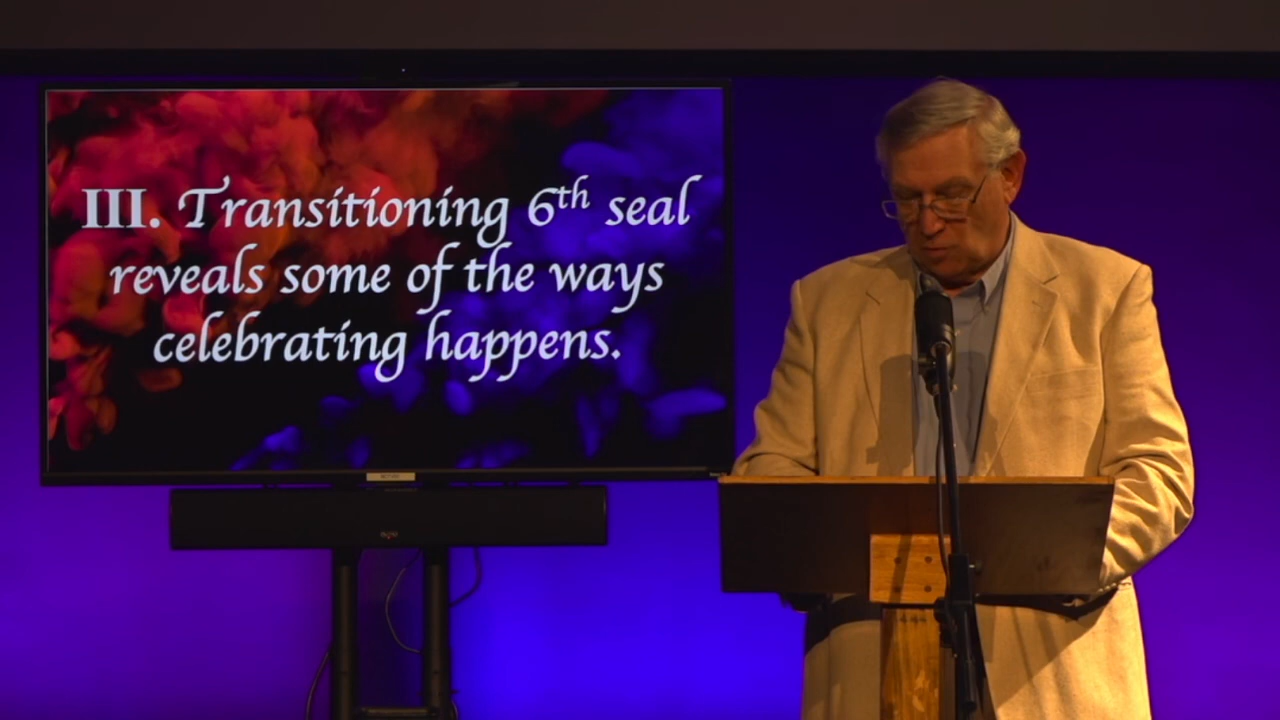 III. Transitioning 6th seal
reveals some of the ways
celebrating happens.